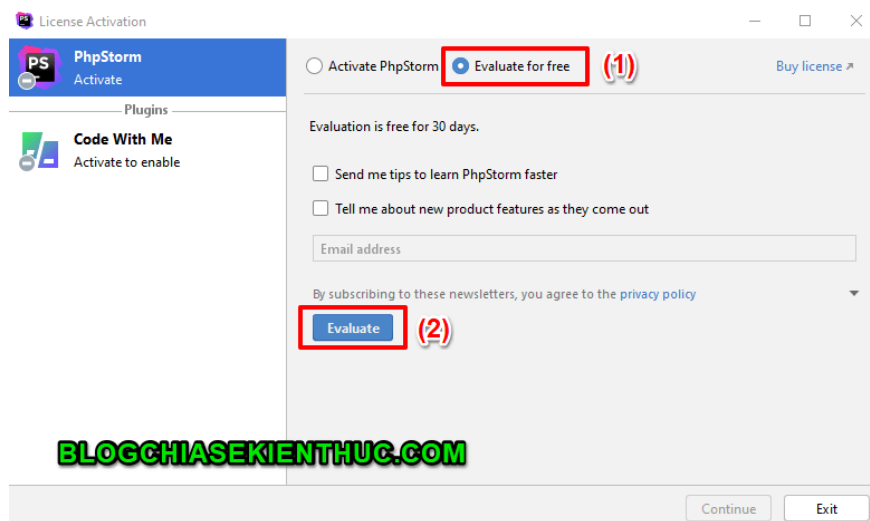 License Activation
PS
PhpStorm
Activate
Plugins
Code With Me
Activate to enable
Activate PhpStorm Evaluate for free (1) Buy license
Evaluation is free for 30 days.
Send me tips to learn PhpStorm faster
Tell me about new product features as they come out
Email address
By subscribing to these newsletters, you agree to the privacy policy
Evaluate (2)
BLOGCHIASEKIENTHUC.COM
Continue Exit